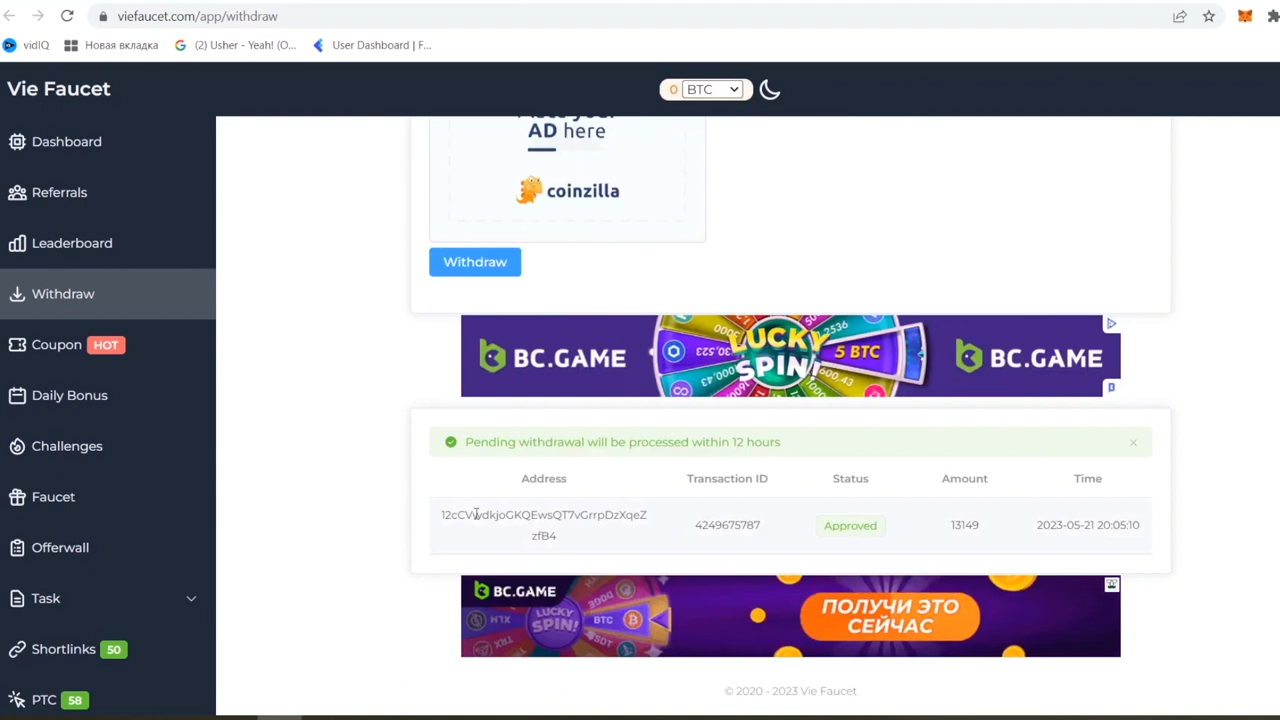 viefaucet.com/app/withdraw
vidIQ
Новая вкладка
(2) Usher - Yeah! (O...
User Dashboard | F...
Vie Faucet
0 BTC
Dashboard
Referrals
Leaderboard
Withdraw
Coupon HOT
Daily Bonus
Challenges
Faucet
Offerwall
Task
Shortlinks 50
PTC 58
AD here
coinzilla
Withdraw
BC.GAME
LUCKY
SPIN!
5 BTC
BC.GAME
Pending withdrawal will be processed within 12 hours
Address Transaction ID Status Amount Time
4249675787 Approved 13149 2023-05-21 20:05:10
zfB4
BC.GAME
LUCKY
SPIN!
BTC
ПОЛУЧИ ЭТО
СЕЙЧАС
© 2020 - 2023 Vie Faucet